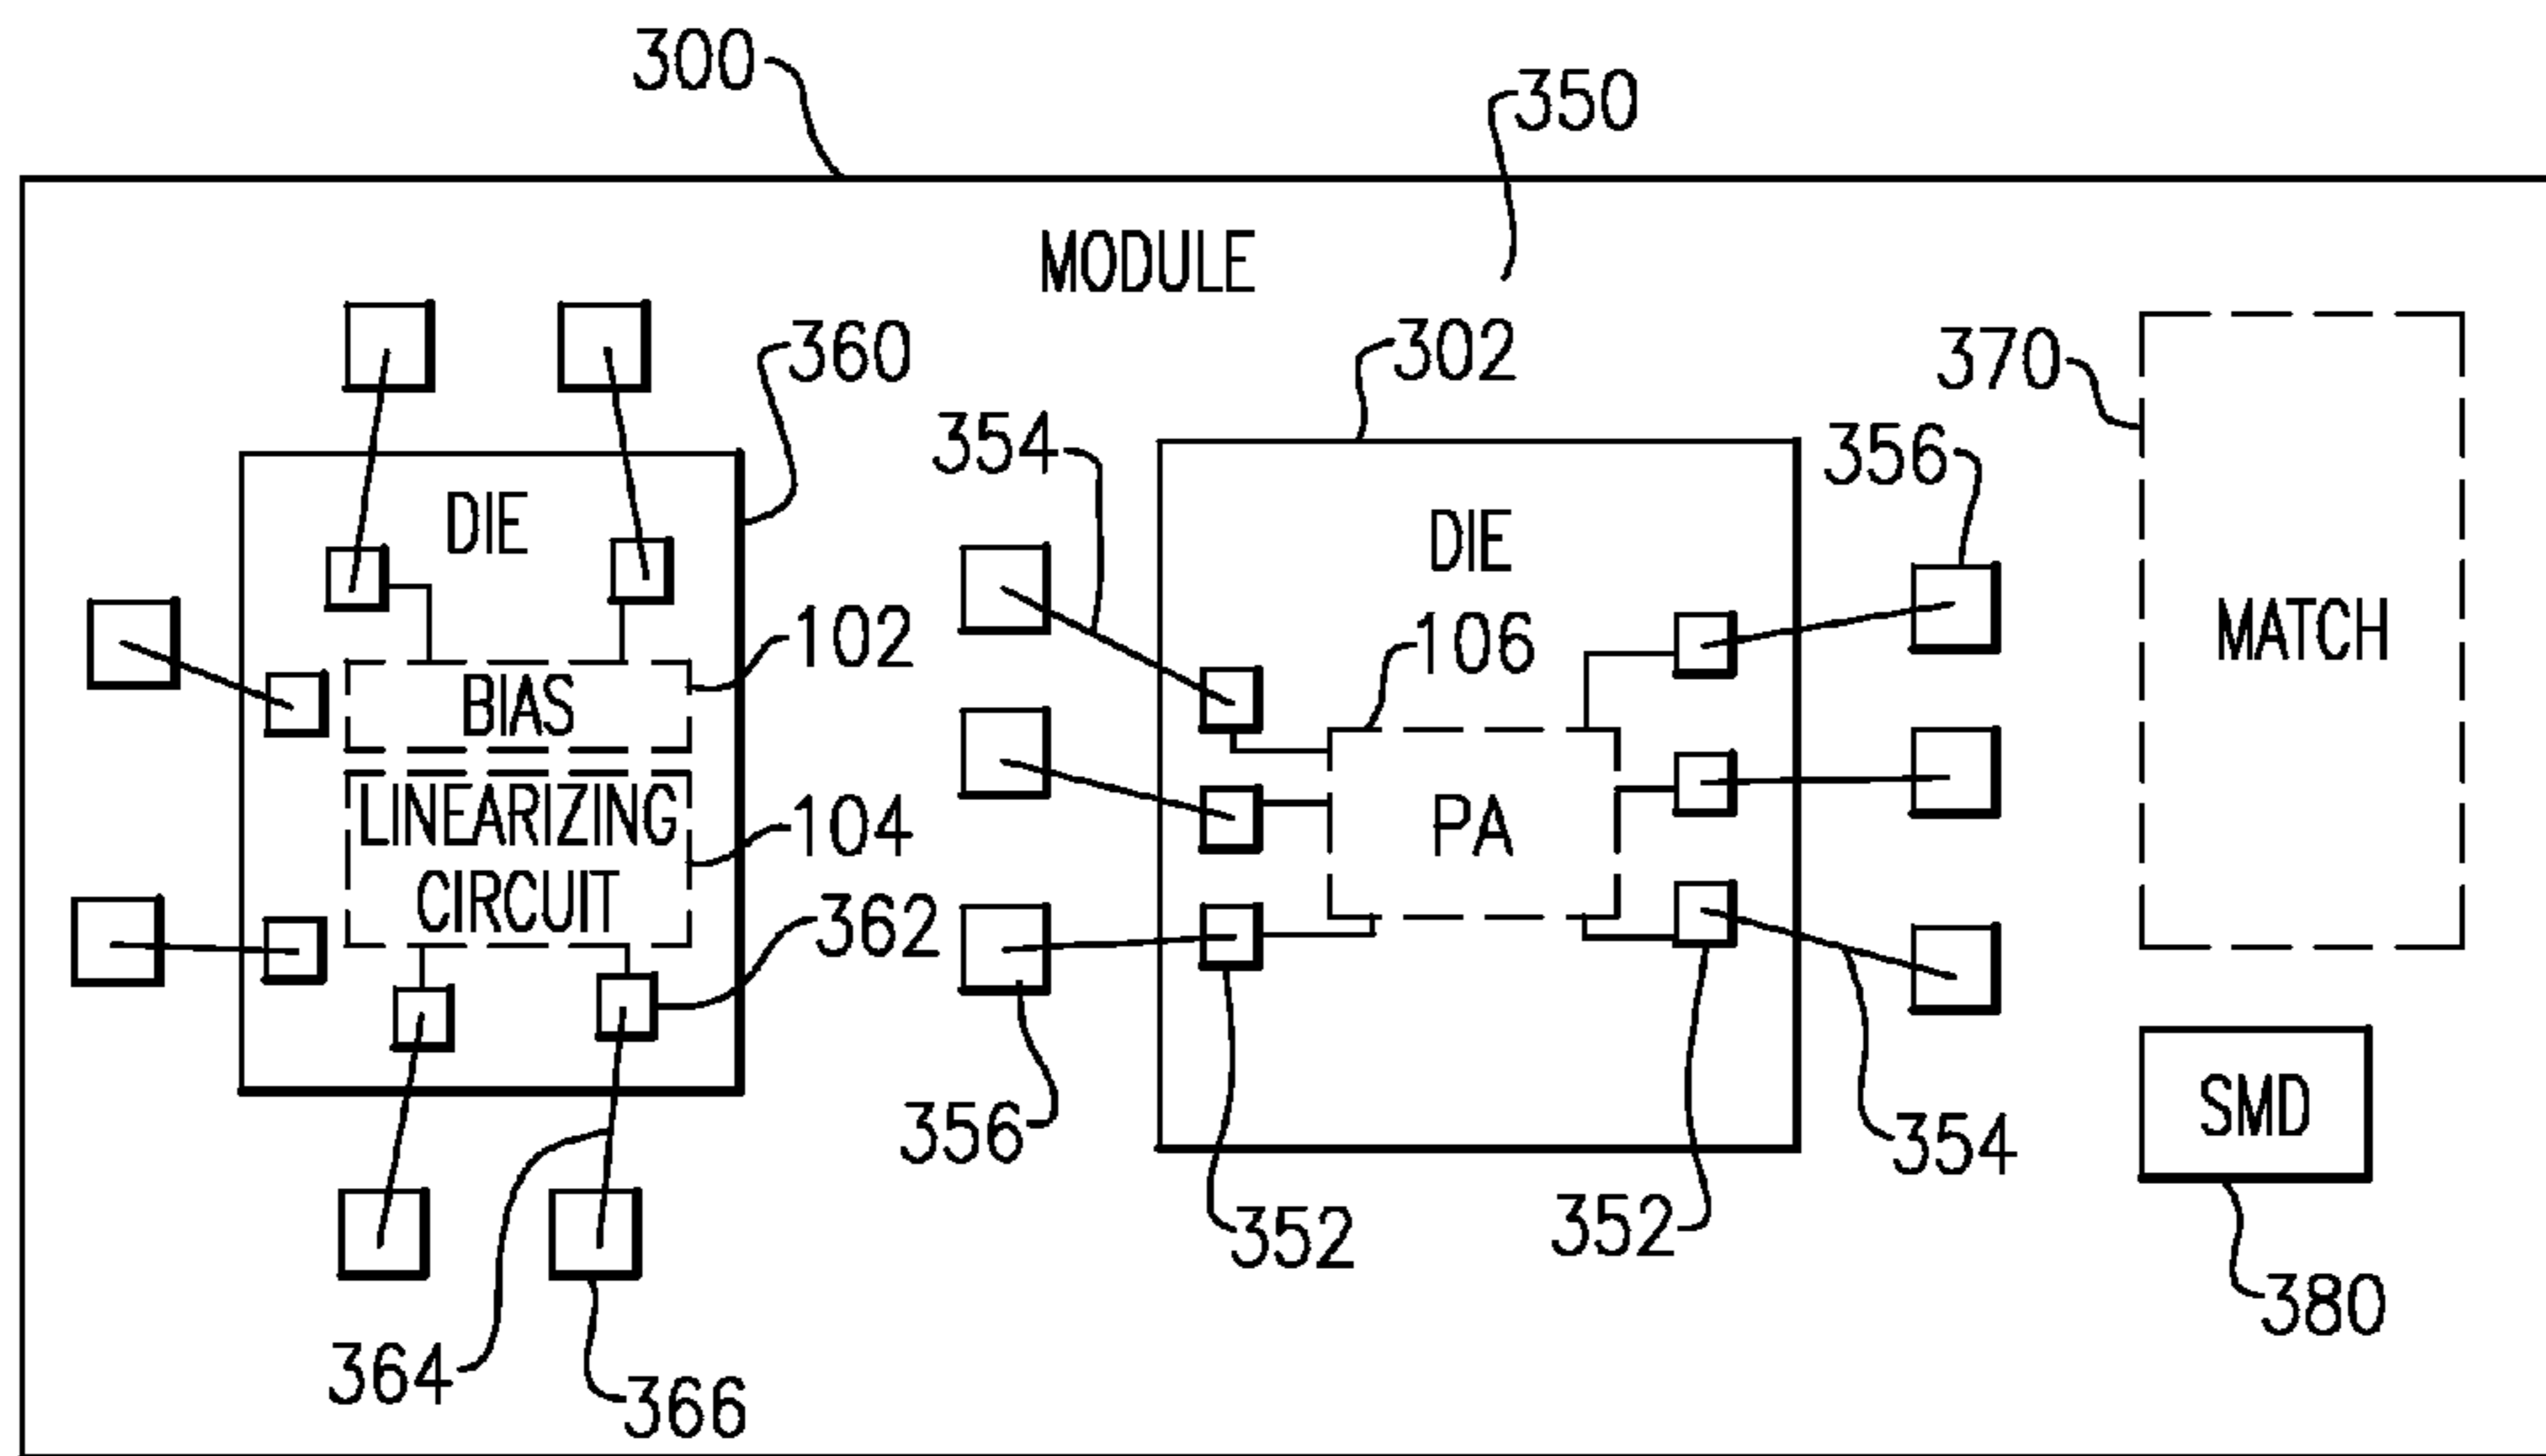 300
350
MODULE
360
302
370
354
356
DIE
DIE
102
106
MATCH
BIAS
LINEARIZING
CIRCUIT
104
PA
362
SMD
356
354
352
352
380
364
366